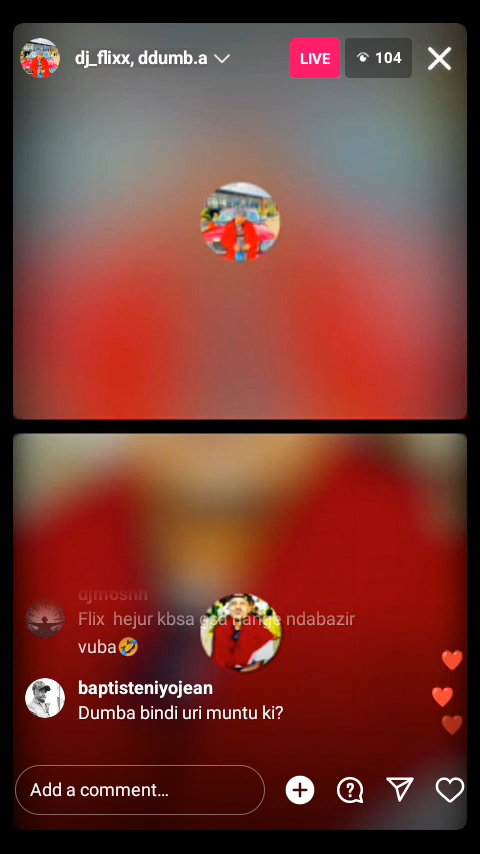 dj_flixx, ddumb.a
LIVE
104
djmoshh
Flix hejur kbsa gsa nange ndabazir
vuba🤣
baptisteniyojean
Dumba bindi uri muntu ki?
Add a comment…